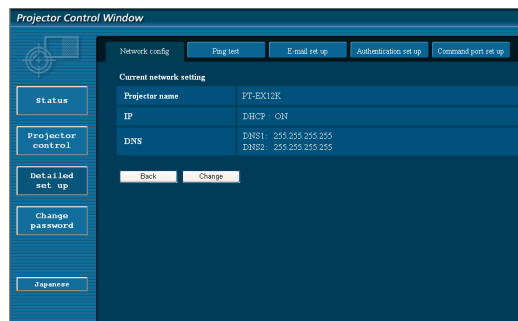 Projector Control Window
Network config
Ping test
E-mail set up
Authentication set up
Command port set up
Current network setting
Projector name PT-EX12K
IP DHCP : ON
DNS DNS1: 255.255.255.255
DNS2: 255.255.255.255
Back Change
Status
Projector
control
Detailed
set up
Change
password
Japanese